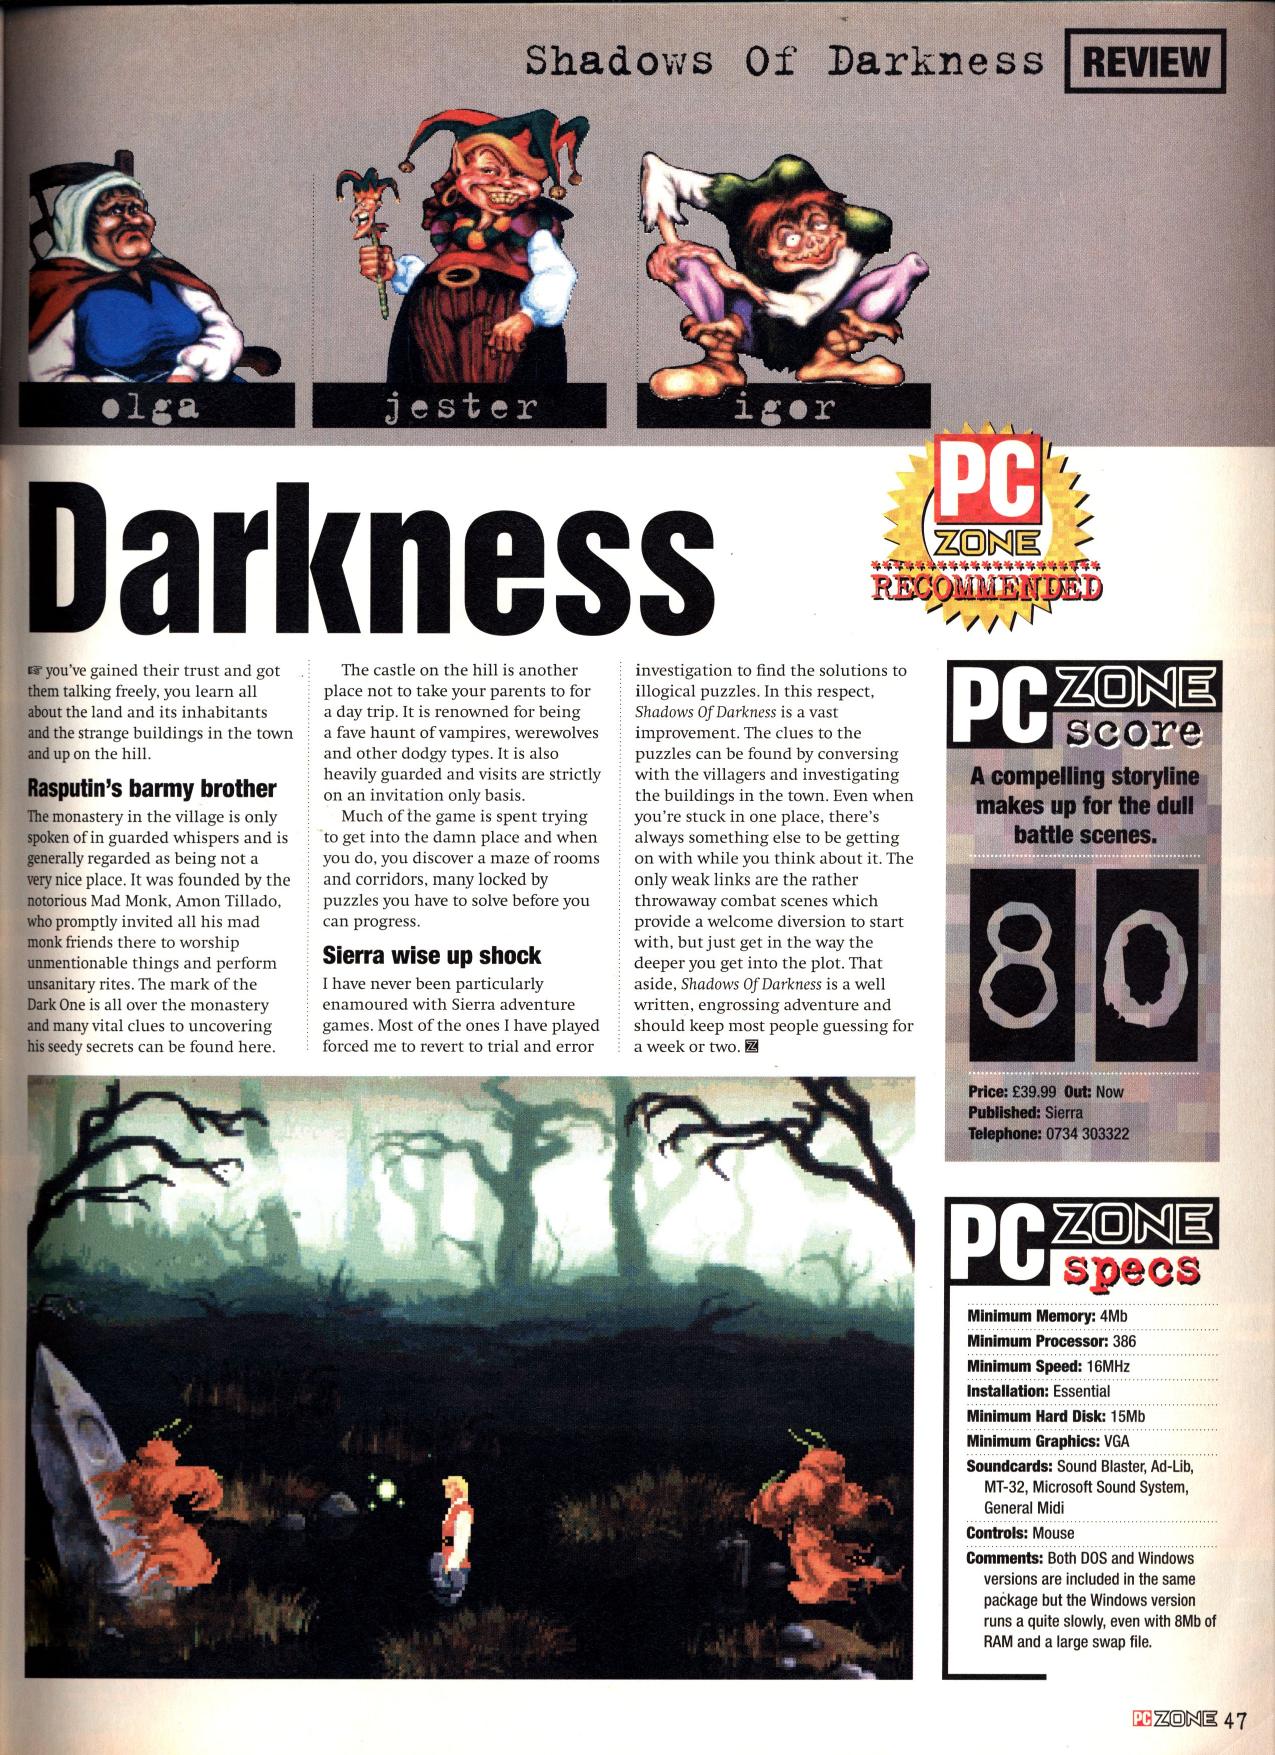 Shadows Of Darkness REVIEW
olga
jester
igor
Darkness
PC
ZONE
RECOMMENDED
☞ you've gained their trust and got
them talking freely, you learn all
about the land and its inhabitants
and the strange buildings in the town
and up on the hill.
Rasputin's barmy brother
The monastery in the village is only
spoken of in guarded whispers and is
generally regarded as being not a
very nice place. It was founded by the
notorious Mad Monk, Amon Tillado,
who promptly invited all his mad
monk friends there to worship
unmentionable things and perform
unsanitary rites. The mark of the
Dark One is all over the monastery
and many vital clues to uncovering
his seedy secrets can be found here.
The castle on the hill is another
place not to take your parents to for
a day trip. It is renowned for being
a fave haunt of vampires, werewolves
and other dodgy types. It is also
heavily guarded and visits are strictly
on an invitation only basis.
Much of the game is spent trying
to get into the damn place and when
you do, you discover a maze of rooms
and corridors, many locked by
puzzles you have to solve before you
can progress.
Sierra wise up shock
I have never been particularly
enamoured with Sierra adventure
games. Most of the ones I have played
forced me to revert to trial and error
investigation to find the solutions to
illogical puzzles. In this respect,
Shadows Of Darkness is a vast
improvement. The clues to the
puzzles can be found by conversing
with the villagers and investigating
the buildings in the town. Even when
you're stuck in one place, there's
always something else to be getting
on with while you think about it. The
only weak links are the rather
throwaway combat scenes which
provide a welcome diversion to start
with, but just get in the way the
deeper you get into the plot. That
aside, Shadows Of Darkness is a well
written, engrossing adventure and
should keep most people guessing for
a week or two. Z
PC ZONE
score
A compelling storyline
makes up for the dull
battle scenes.
80
Price: £39.99 Out: Now
Published: Sierra
Telephone: 0734 303322
PC ZONE
specs
Minimum Memory: 4Mb
Minimum Processor: 386
Minimum Speed: 16MHz
Installation: Essential
Minimum Hard Disk: 15Mb
Minimum Graphics: VGA
Soundcards: Sound Blaster, Ad-Lib,
MT-32, Microsoft Sound System,
General Midi
Controls: Mouse
Comments: Both DOS and Windows
versions are included in the same
package but the Windows version
runs a quite slowly, even with 8Mb of
RAM and a large swap file.
PC ZONE 47